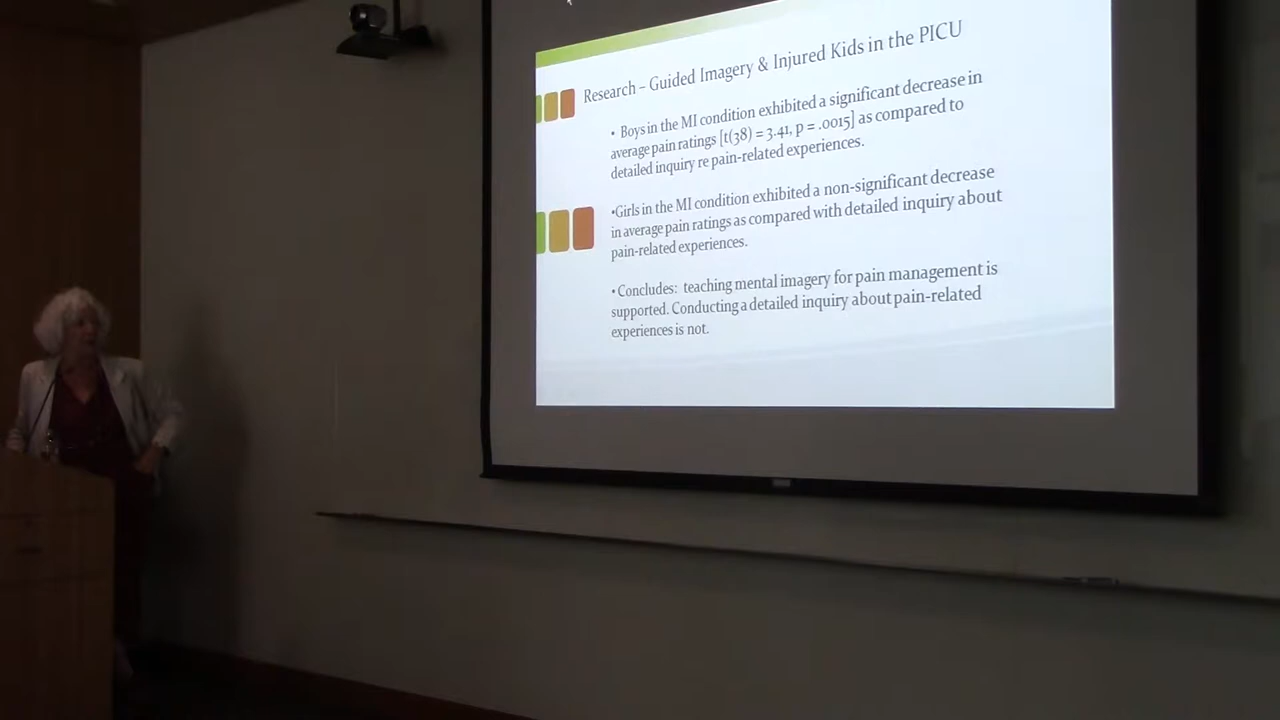 Research – Guided Imagery & Injured Kids in the PICU
• Boys in the MI condition exhibited a significant decrease in
average pain ratings [t(38) = 3.41, p = .0015] as compared to
detailed inquiry re pain-related experiences.
•Girls in the MI condition exhibited a non-significant decrease
in average pain ratings as compared with detailed inquiry about
pain-related experiences.
•Concludes: teaching mental imagery for pain management is
supported. Conducting a detailed inquiry about pain-related
experiences is not.